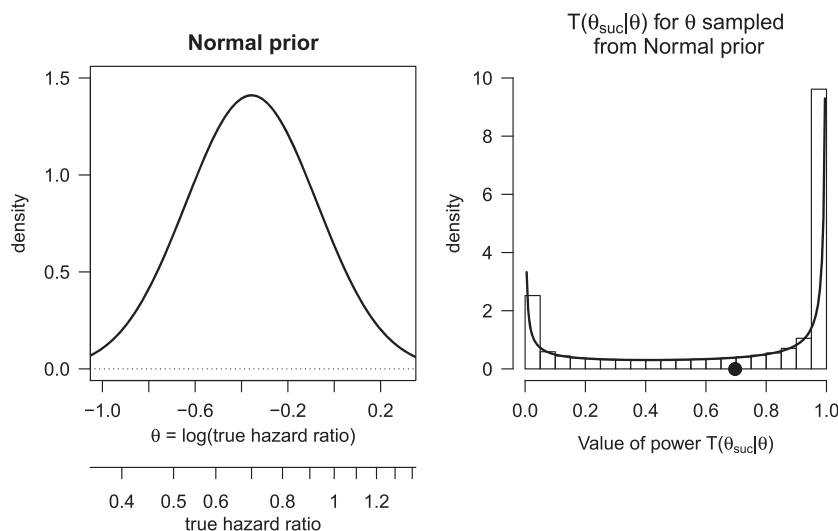 Normal prior
1.5
1.0
0.5
0.0
density
−1.0 −0.6 −0.2 0.2
θ = log(true hazard ratio)
0.4 0.5 0.6 0.8 1 1.2
true hazard ratio
T(θsuc|θ) for θ sampled
from Normal prior
10
8
6
4
2
0
density
0.0 0.2 0.4 0.6 0.8 1.0
Value of power T(θsuc|θ)